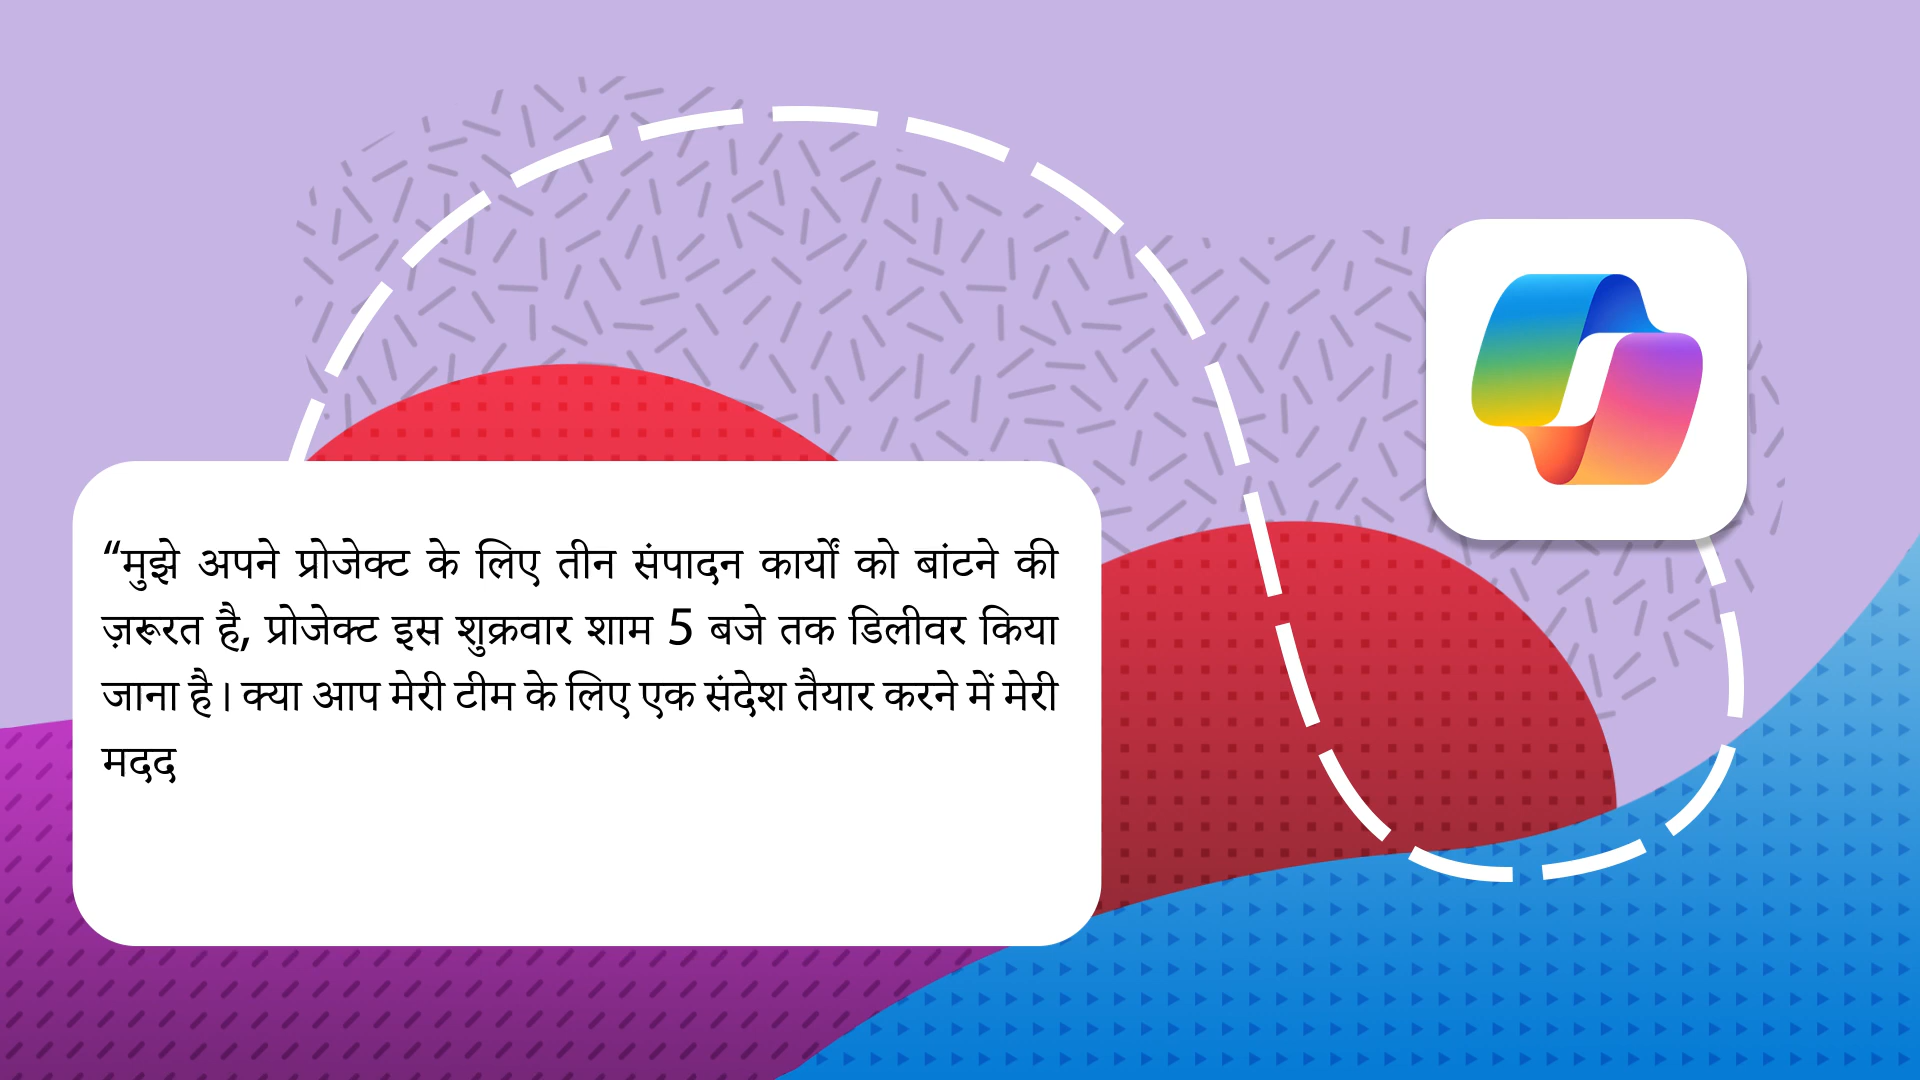 “मुझे अपने प्रोजेक्ट के लिए तीन संपादन कार्यों को बांटने की
ज़रूरत है, प्रोजेक्ट इस शुक्रवार शाम 5 बजे तक डिलीवर किया
जाना है। क्या आप मेरी टीम के लिए एक संदेश तैयार करने में मेरी
मदद